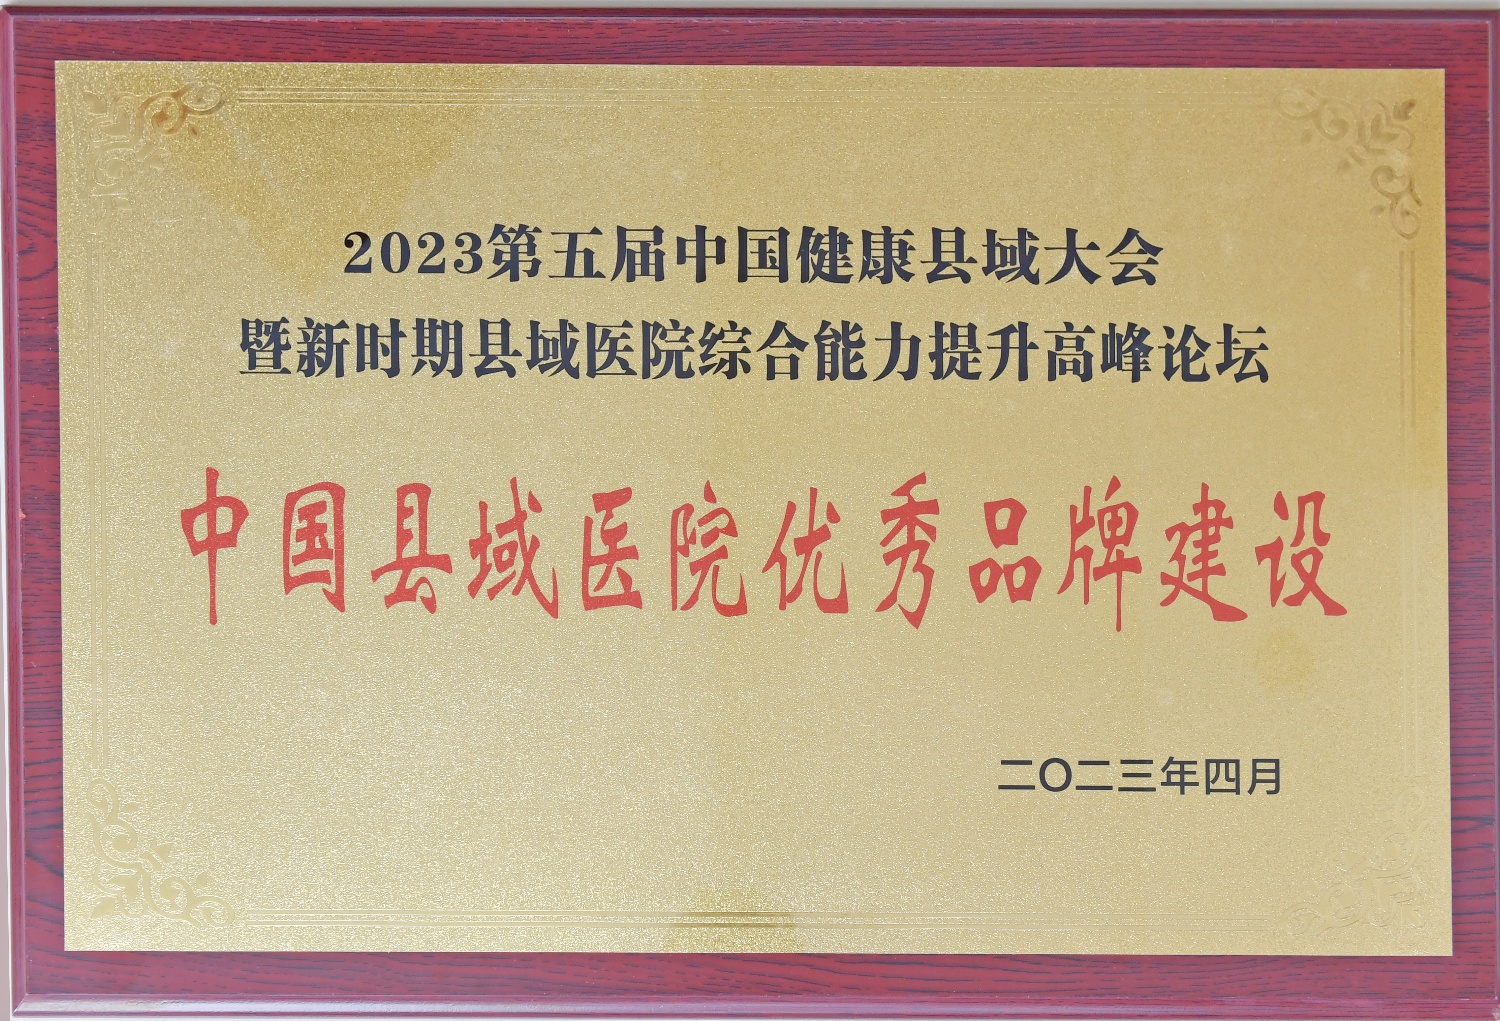 2023第五届中国健康县域大会
暨新时期县域医院综合能力提升高峰论坛
中国县域医院优秀品牌建设
二〇二三年四月